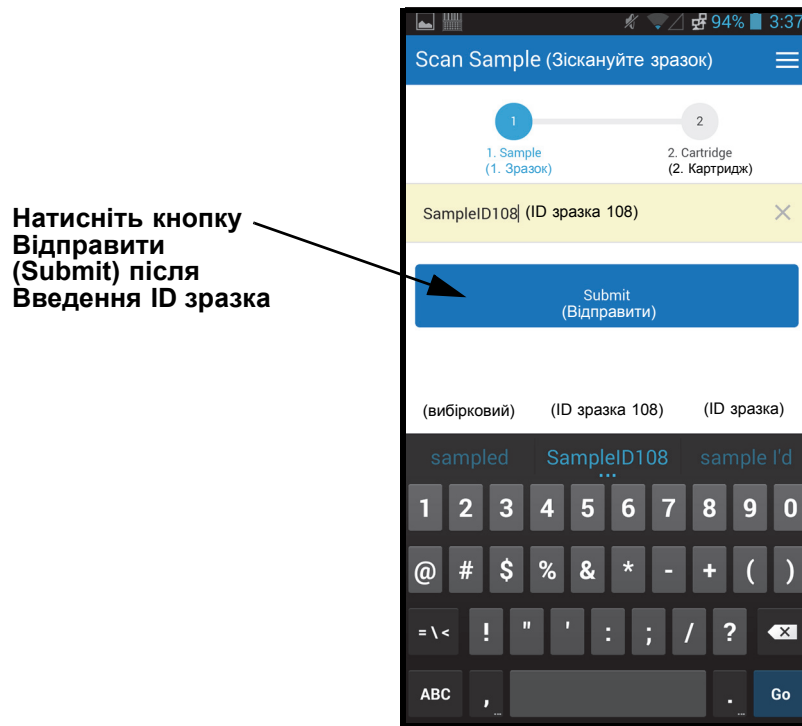 94% 3:37
Scan Sample (Зіскануйте зразок)
1 2
1. Sample 2. Cartridge
(1. Зразок) (2. Картридж)
SampleID108 (ID зразка 108)
Натисніть кнопку
Відправити
(Submit) після
Введення ID зразка
Submit
(Відправити)
(вибірковий) (ID зразка 108) (ID зразка)
sampled SampleID108 sample I'd
1 2 3 4 5 6 7 8 9 0
@ # $ % & * - + ( )
= \ < ! " ' : ; / ?
ABC , . Go